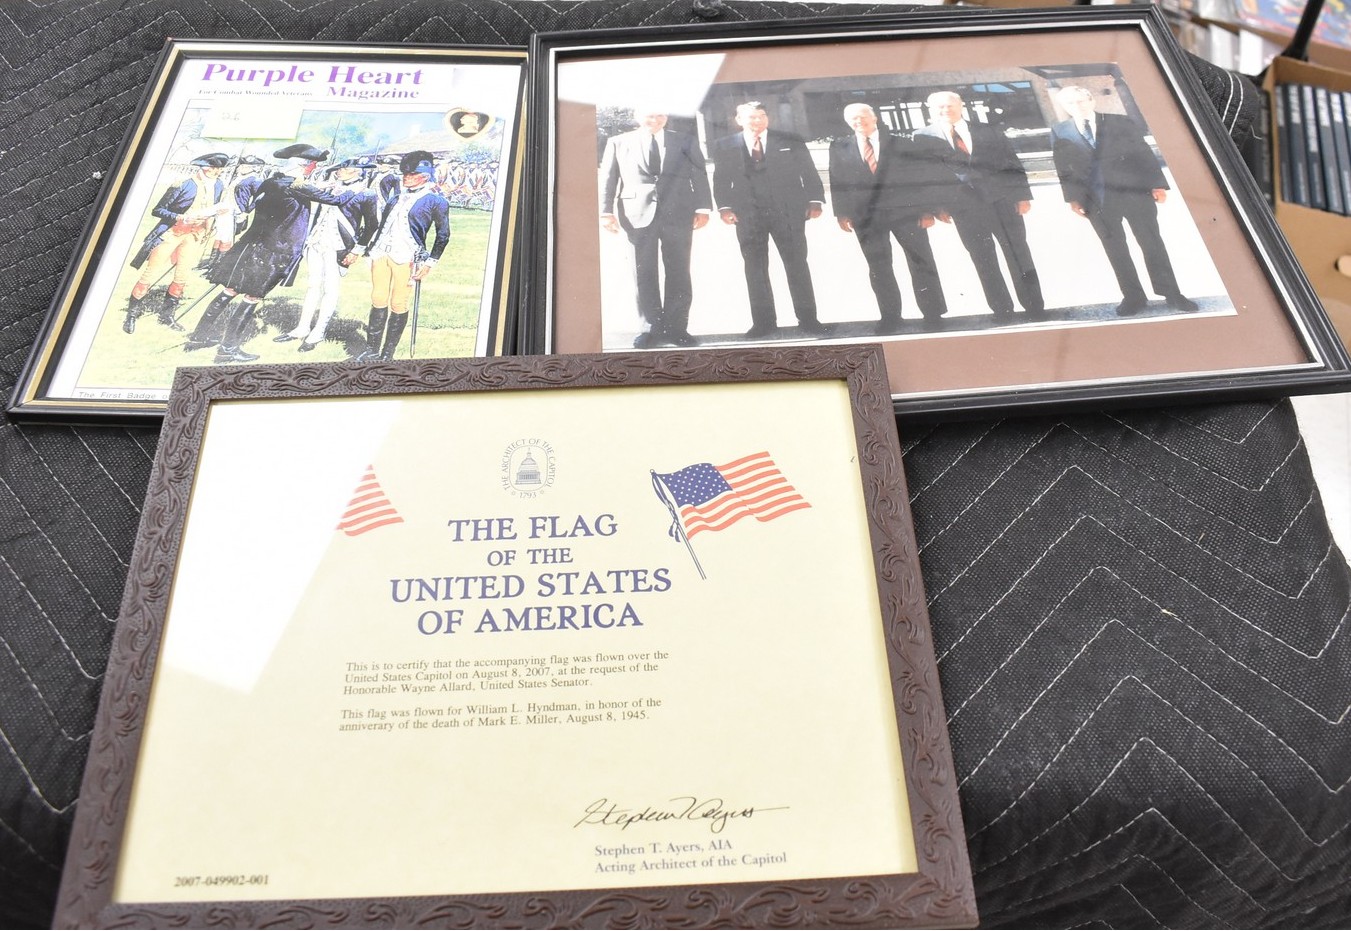 Purple Heart
For Combat Wounded Veterans Magazine
The First Badge
THE ARCHITECT OF THE CAPITOL
1793
THE FLAG
OF THE
UNITED STATES
OF AMERICA
This is to certify that the accompanying flag was flown over the
United States Capitol on August 8, 2007, at the request of the
Honorable Wayne Allard, United States Senator.
This flag was flown for William L. Hyndman, in honor of the
anniverary of the death of Mark E. Miller, August 8, 1945.
Stephen T. Ayers
Stephen T. Ayers, AIA
Acting Architect of the Capitol
2007-049902-001